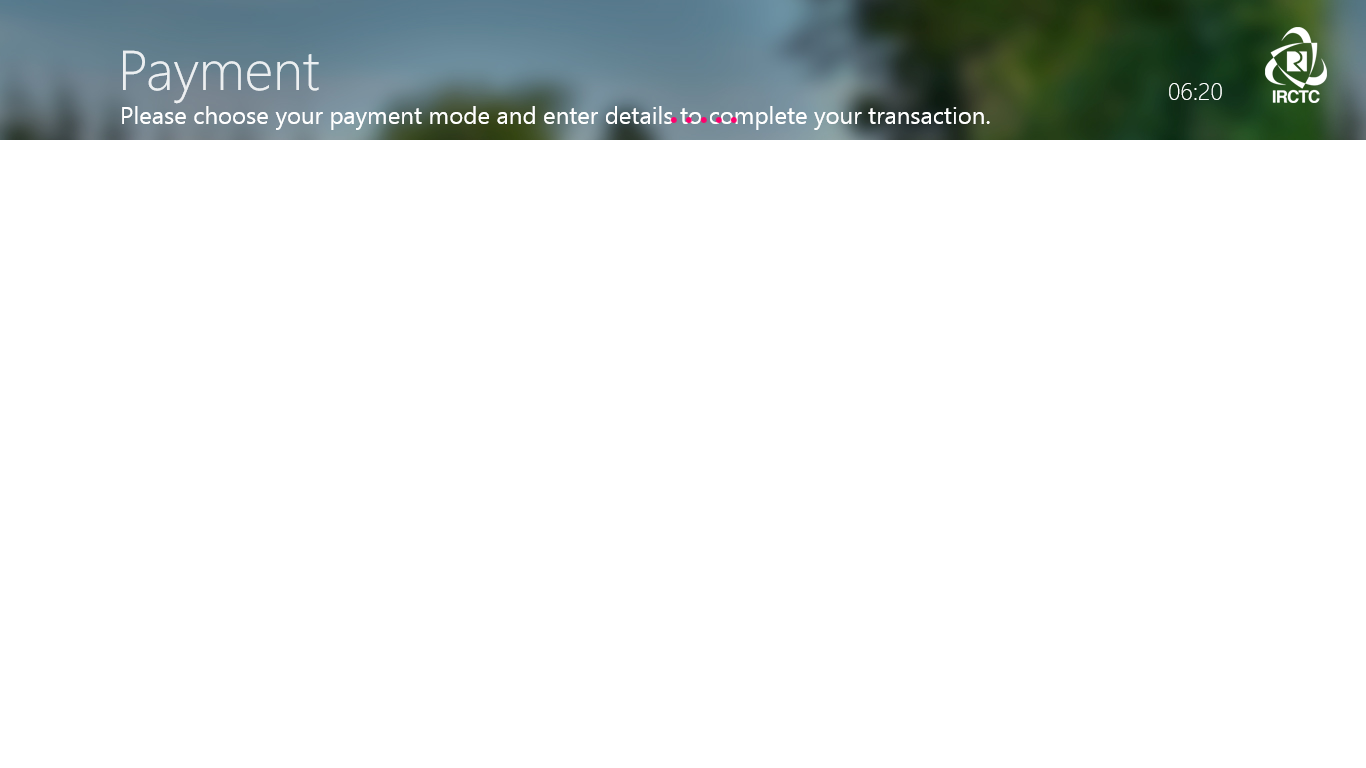 Payment
Please choose your payment mode and enter details to complete your transaction.
06:20
IRCTC